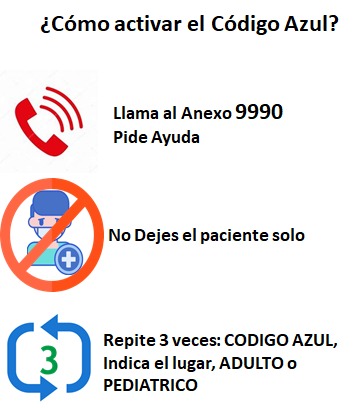 ¿Cómo activar el Código Azul?
Llama al Anexo 9990
Pide Ayuda
No Dejes el paciente solo
3
Repite 3 veces: CODIGO AZUL,
Indica el lugar, ADULTO o
PEDIATRICO